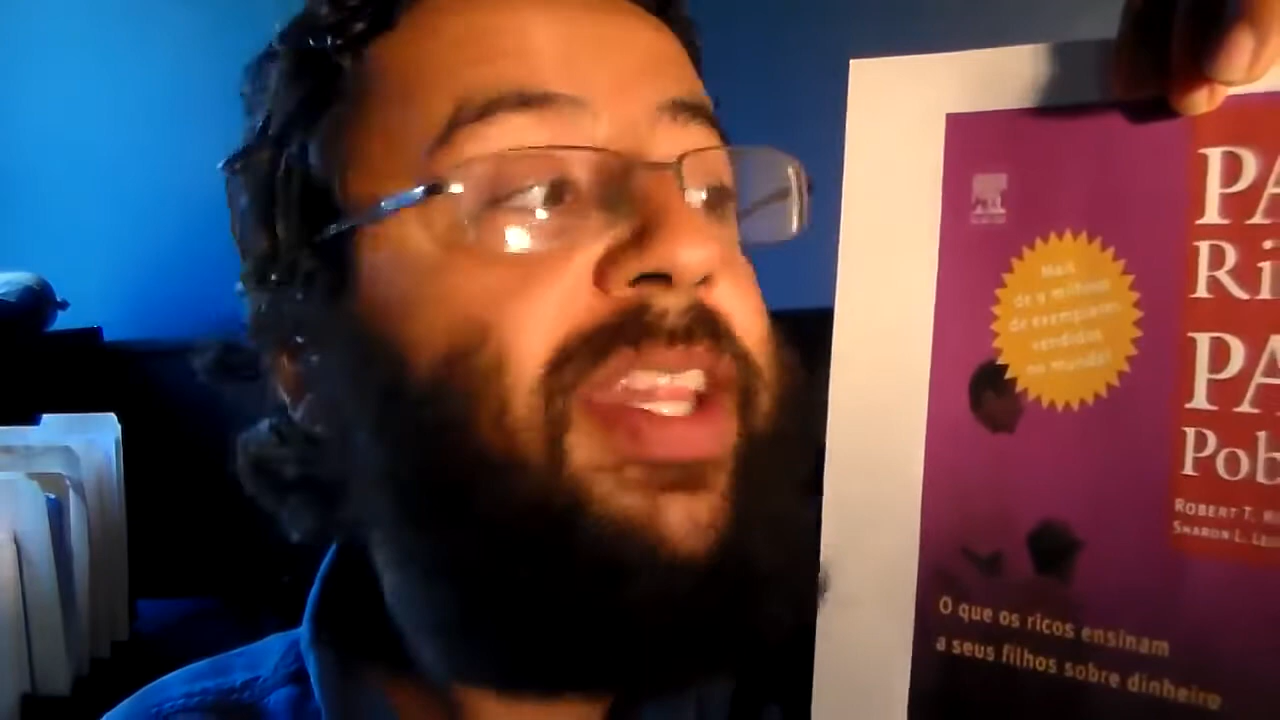 Mais
de 9 milhões
de exemplares
vendidos
no mundo!
PA
Ri
PA
Pob
ROBERT T.
SHARON L.
O que os ricos ensinam
a seus filhos sobre dinheiro